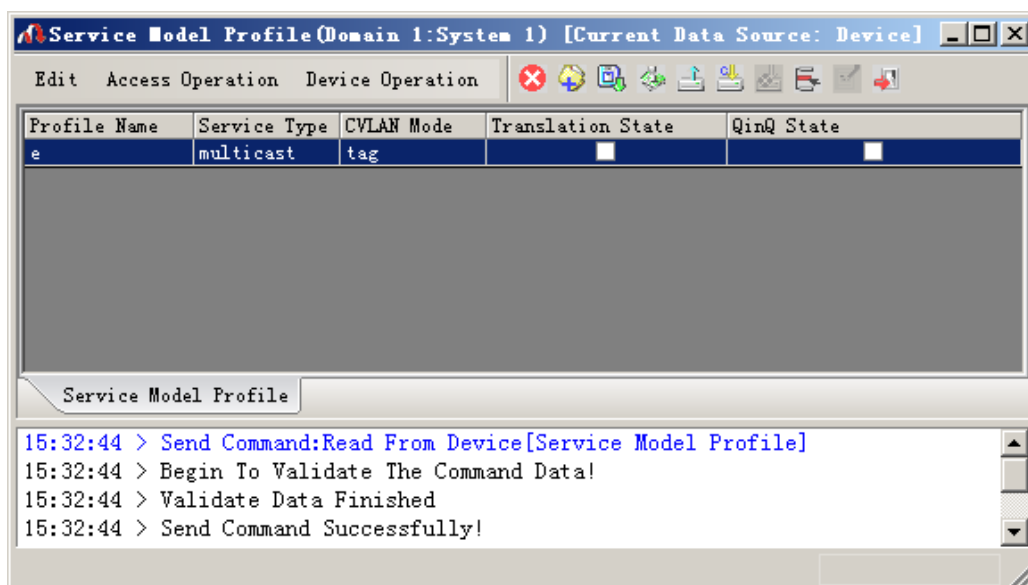 Service Model Profile(Domain 1:System 1) [Current Data Source: Device]
Edit Access Operation Device Operation
Profile Name Service Type CVLAN Mode Translation State QinQ State
e multicast tag
Service Model Profile
15:32:44 > Send Command:Read From Device[Service Model Profile]
15:32:44 > Begin To Validate The Command Data!
15:32:44 > Validate Data Finished
15:32:44 > Send Command Successfully!